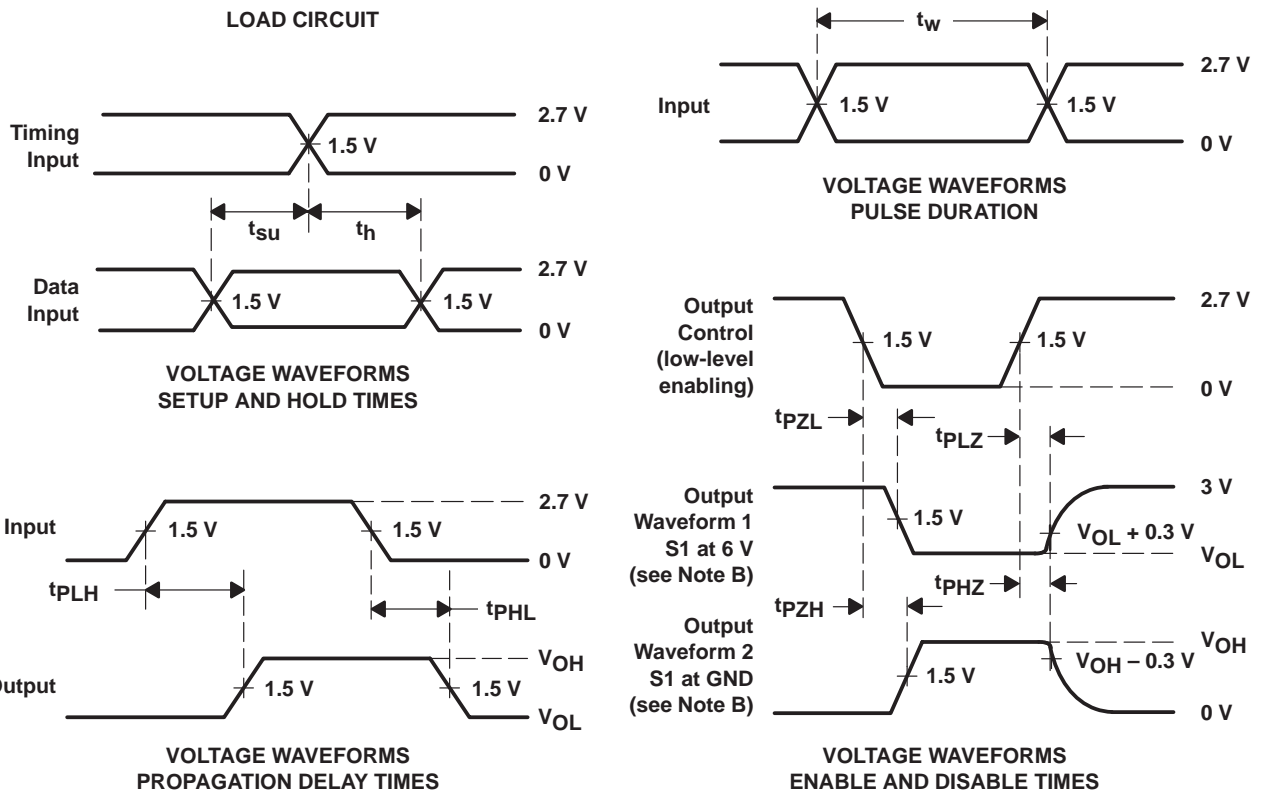 LOAD CIRCUIT
Timing
Input
2.7 V
1.5 V
0 V
tsu
th
Data
Input
2.7 V
1.5 V
1.5 V
0 V
VOLTAGE WAVEFORMS
SETUP AND HOLD TIMES
tw
Input
2.7 V
1.5 V
1.5 V
0 V
VOLTAGE WAVEFORMS
PULSE DURATION
Input
2.7 V
1.5 V
1.5 V
0 V
tPLH
tPHL
Output
VOH
1.5 V
1.5 V
VOL
VOLTAGE WAVEFORMS
PROPAGATION DELAY TIMES
Output
Control
(low-level
enabling)
2.7 V
1.5 V
1.5 V
0 V
tPZL
tPLZ
Output
Waveform 1
S1 at 6 V
(see Note B)
3 V
1.5 V
VOL + 0.3 V
VOL
tPHZ
tPZH
Output
Waveform 2
S1 at GND
(see Note B)
VOH
VOH – 0.3 V
1.5 V
0 V
VOLTAGE WAVEFORMS
ENABLE AND DISABLE TIMES